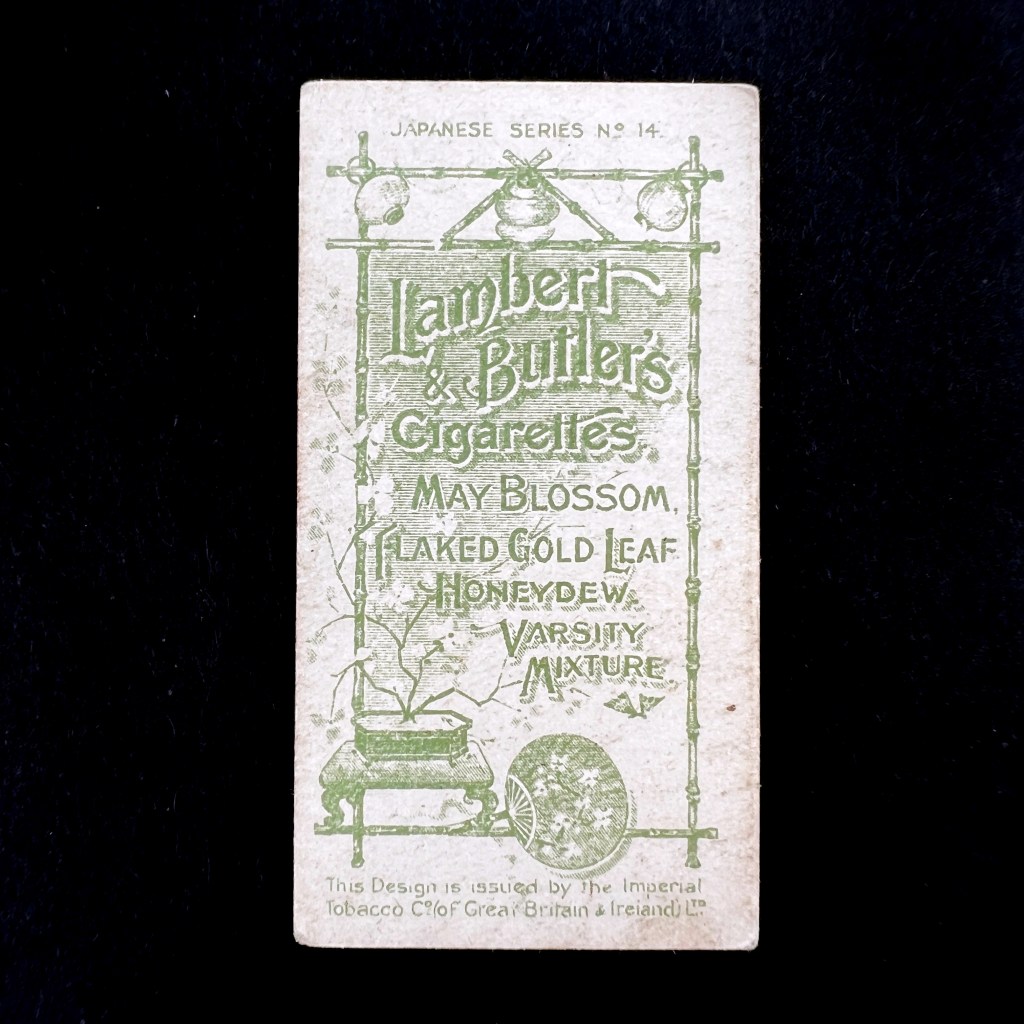 JAPANESE SERIES Nº 14.
Lambert
& Butler's
Cigarettes.
MAY BLOSSOM,
FLAKED GOLD LEAF
HONEYDEW,
VARSITY
MIXTURE
This Design is issued by the Imperial
Tobacco Cº (of Great Britain & Ireland) Lᵀᴰ.